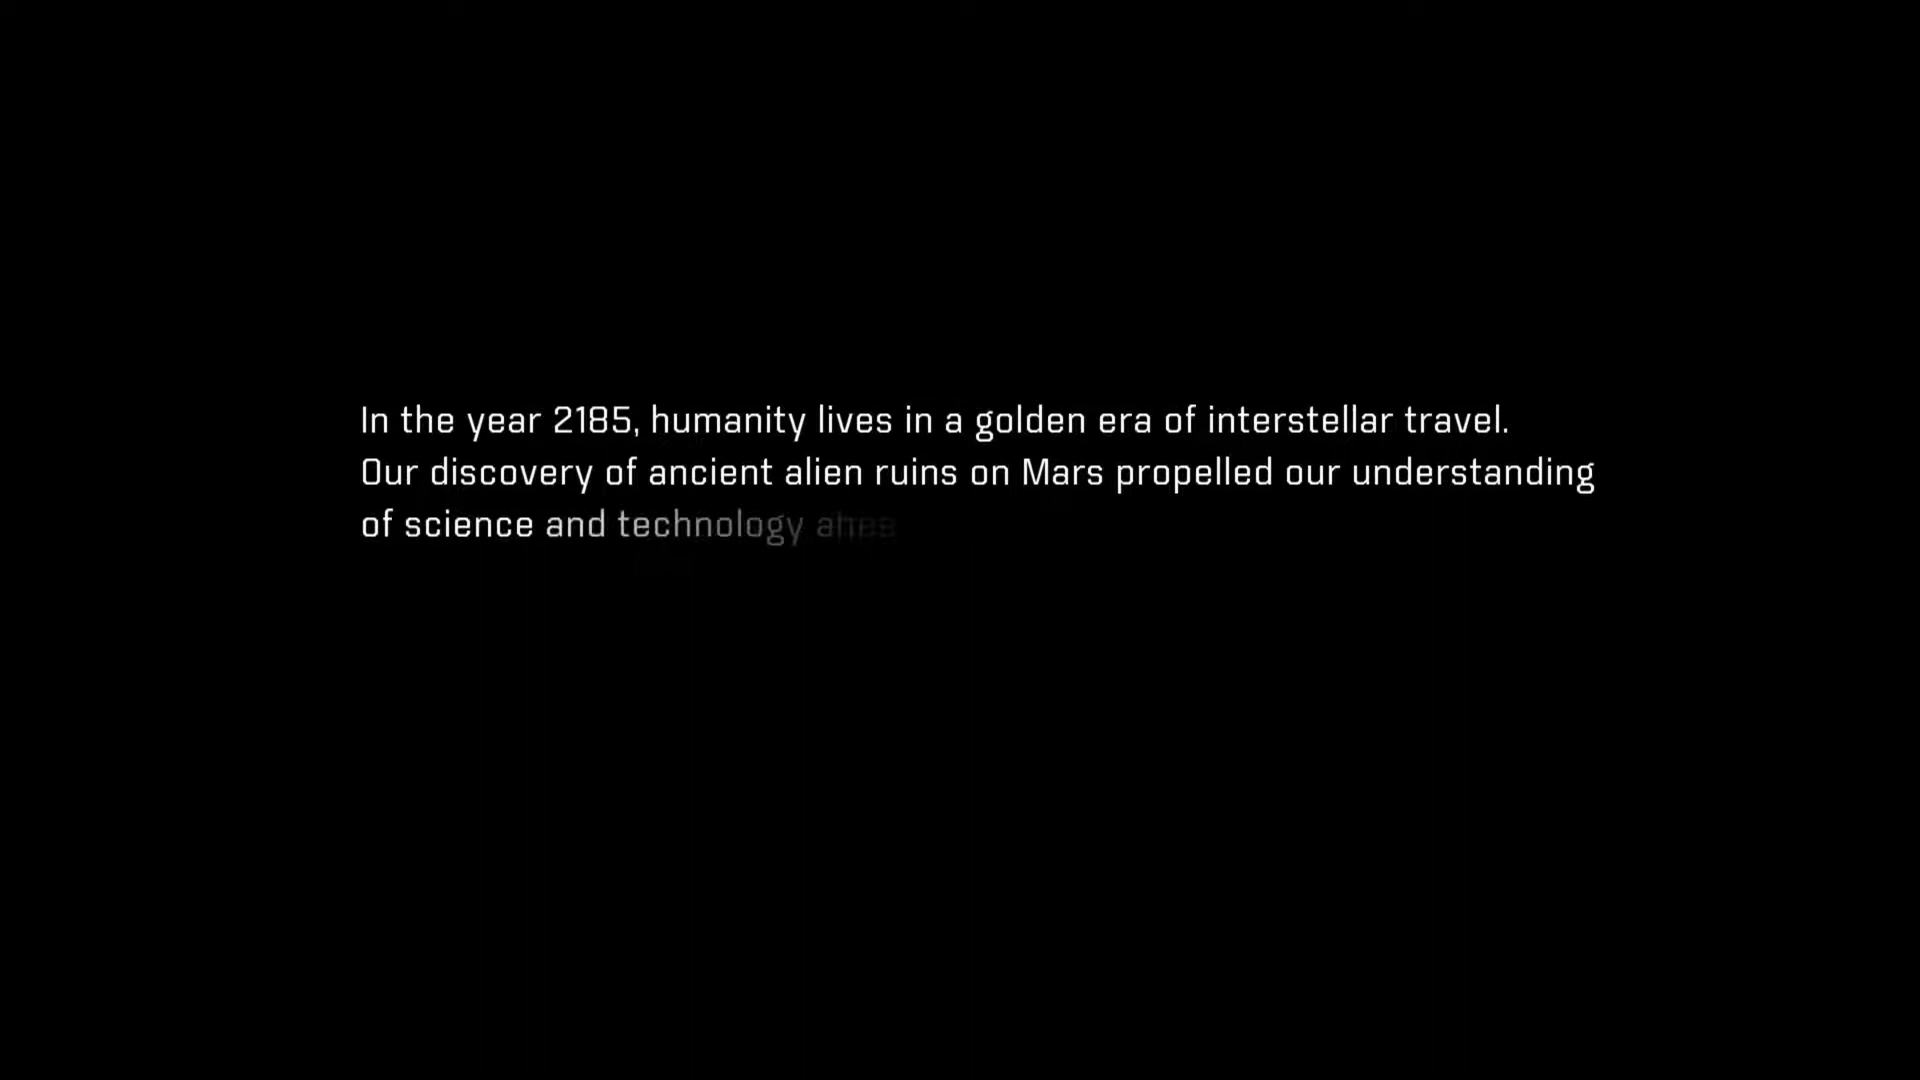 In the year 2185, humanity lives in a golden era of interstellar travel.
Our discovery of ancient alien ruins on Mars propelled our understanding
of science and technology